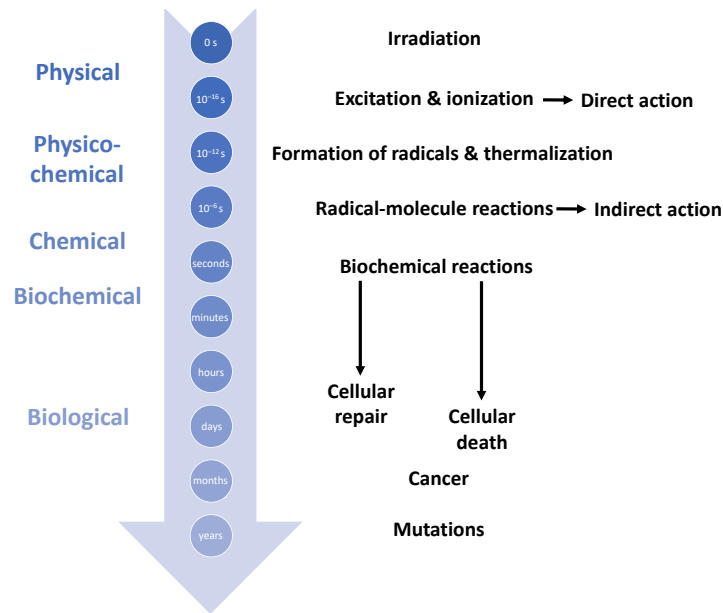 0 s
Irradiation
Physical
10⁻¹⁶ s
Excitation & ionization
Direct action
Physico-
chemical
10⁻¹² s
Formation of radicals & thermalization
10⁻⁶ s
Radical-molecule reactions
Indirect action
Chemical
seconds
Biochemical reactions
Biochemical
minutes
hours
Cellular
repair
Biological
days
Cellular
death
months
Cancer
years
Mutations